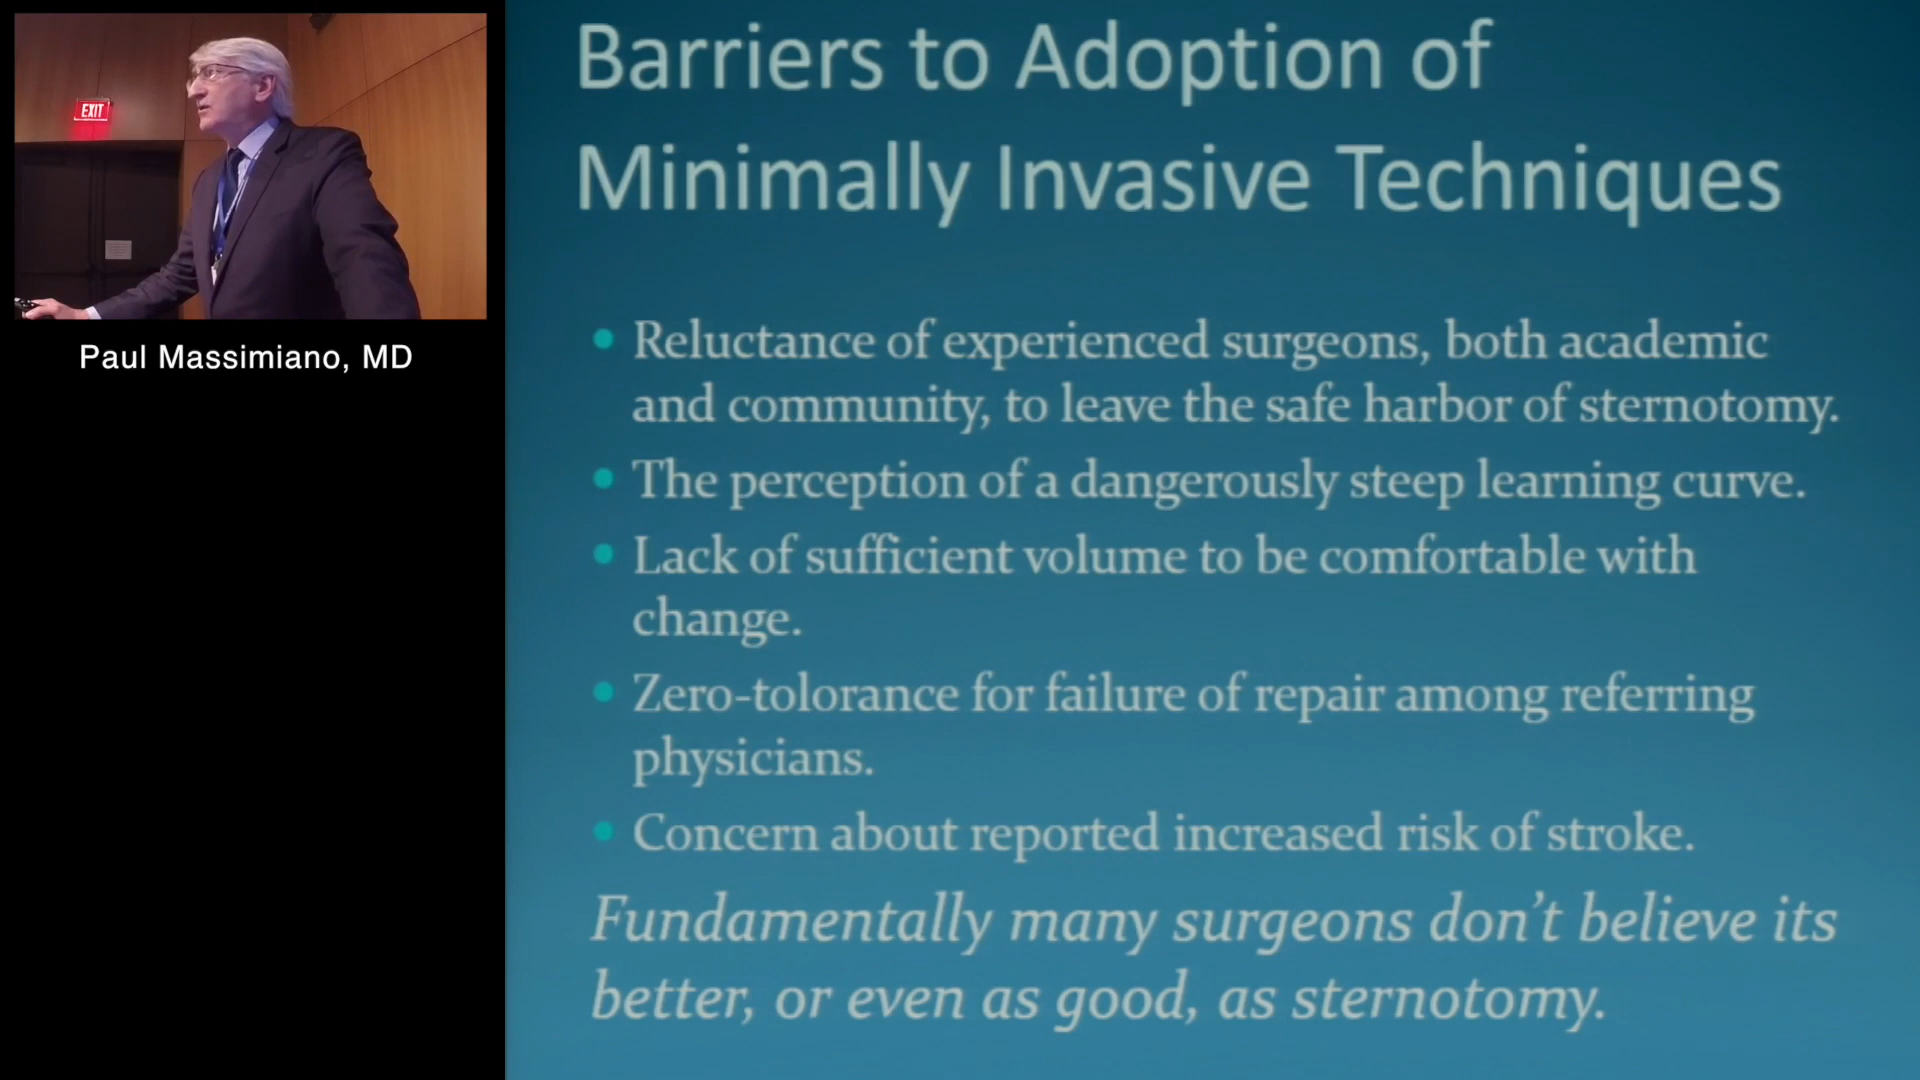 EXIT
Paul Massimiano, MD
Barriers to Adoption of
Minimally Invasive Techniques
• Reluctance of experienced surgeons, both academic
and community, to leave the safe harbor of sternotomy.
• The perception of a dangerously steep learning curve.
• Lack of sufficient volume to be comfortable with
change.
• Zero-tolorance for failure of repair among referring
physicians.
• Concern about reported increased risk of stroke.
Fundamentally many surgeons don’t believe its
better, or even as good, as sternotomy.